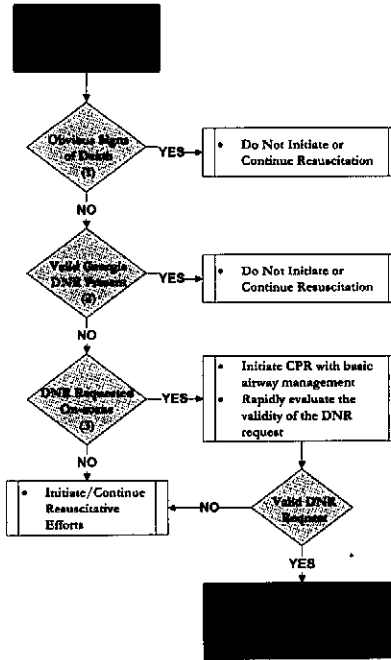 Obvious Signs
of Death
(1)
YES
• Do Not Initiate or
Continue Resuscitation
NO
Valid Georgia
DNR Present
(2)
YES
• Do Not Initiate or
Continue Resuscitation
NO
DNR Requested
On-scene
(3)
YES
• Initiate CPR with basic
airway management
• Rapidly evaluate the
validity of the DNR
request
NO
• Initiate/Continue
Resuscitative
Efforts
NO
Valid DNR
Request
YES